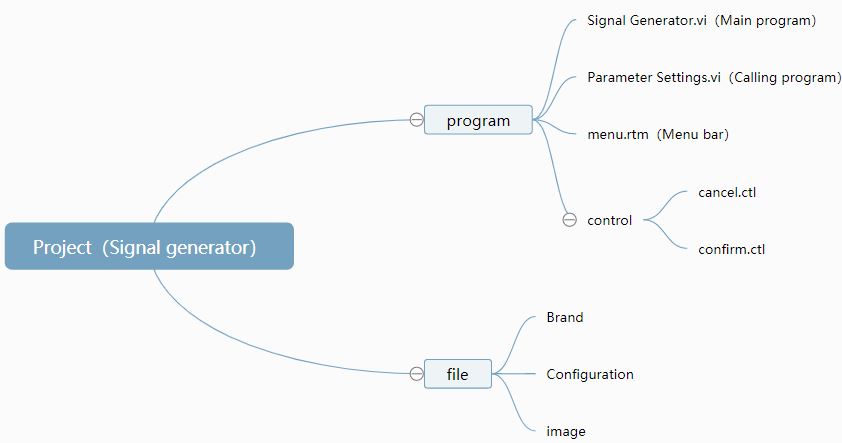 Signal Generator.vi（Main program)
Parameter Settings.vi（Calling program)
program
menu.rtm（Menu bar)
cancel.ctl
control
confirm.ctl
Project（Signal generator）
Brand
file
Configuration
image